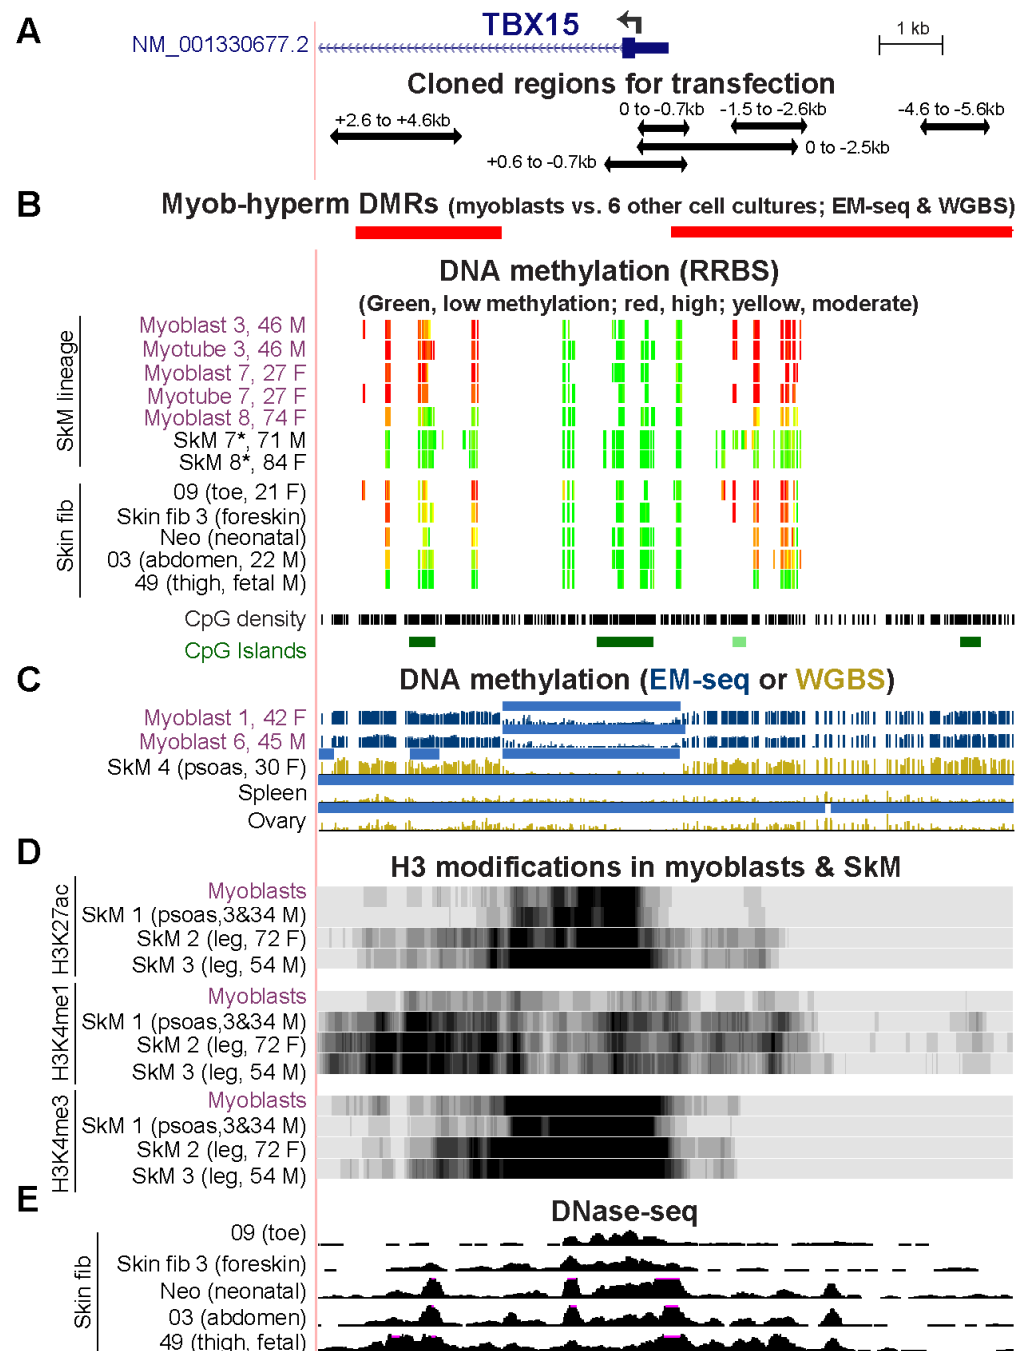 A
TBX15
NM_001330677.2
1 kb
Cloned regions for transfection
+2.6 to +4.6kb
0 to -0.7kb
-1.5 to -2.6kb
-4.6 to -5.6kb
0 to -2.5kb
+0.6 to -0.7kb
B
Myob-hyperm DMRs (myoblasts vs. 6 other cell cultures; EM-seq & WGBS)
DNA methylation (RRBS)
(Green, low methylation; red, high; yellow, moderate)
SkM lineage
Myoblast 3, 46 M
Myotube 3, 46 M
Myoblast 7, 27 F
Myotube 7, 27 F
Myoblast 8, 74 F
SkM 7*, 71 M
SkM 8*, 84 F
Skin fib
09 (toe, 21 F)
Skin fib 3 (foreskin)
Neo (neonatal)
03 (abdomen, 22 M)
49 (thigh, fetal M)
CpG density
CpG Islands
C
DNA methylation (EM-seq or WGBS)
Myoblast 1, 42 F
Myoblast 6, 45 M
SkM 4 (psoas, 30 F)
Spleen
Ovary
D
H3 modifications in myoblasts & SkM
H3K27ac
Myoblasts
SkM 1 (psoas,3&34 M)
SkM 2 (leg, 72 F)
SkM 3 (leg, 54 M)
H3K4me1
Myoblasts
SkM 1 (psoas,3&34 M)
SkM 2 (leg, 72 F)
SkM 3 (leg, 54 M)
H3K4me3
Myoblasts
SkM 1 (psoas,3&34 M)
SkM 2 (leg, 72 F)
SkM 3 (leg, 54 M)
E
DNase-seq
Skin fib
09 (toe)
Skin fib 3 (foreskin)
Neo (neonatal)
03 (abdomen)
49 (thigh, fetal)